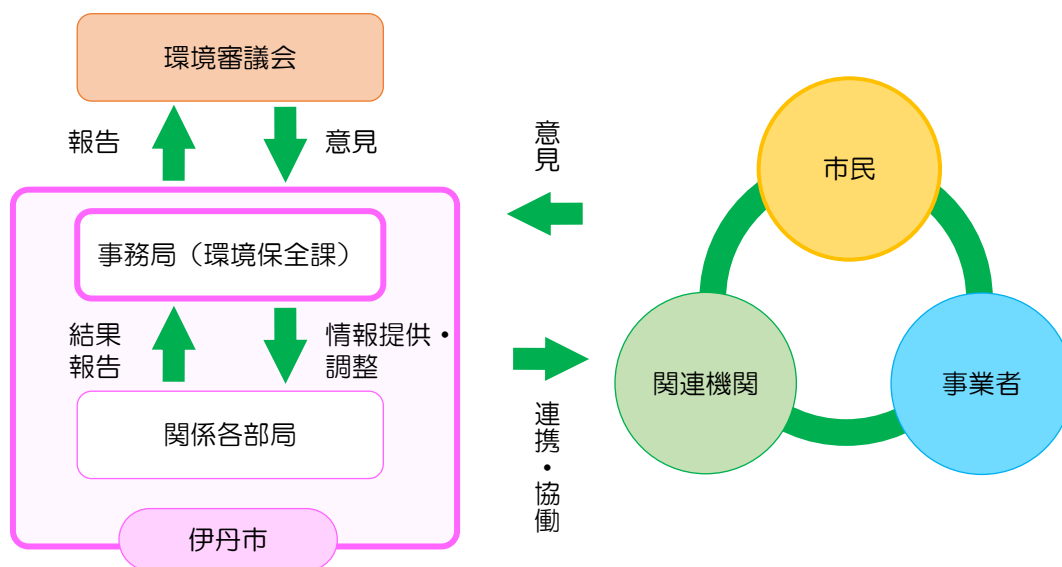 環境審議会
報告
意見
事務局（環境保全課）
結果
報告
情報提供・
調整
関係各部局
伊丹市
意見
連携・協働
市民
関連機関
事業者